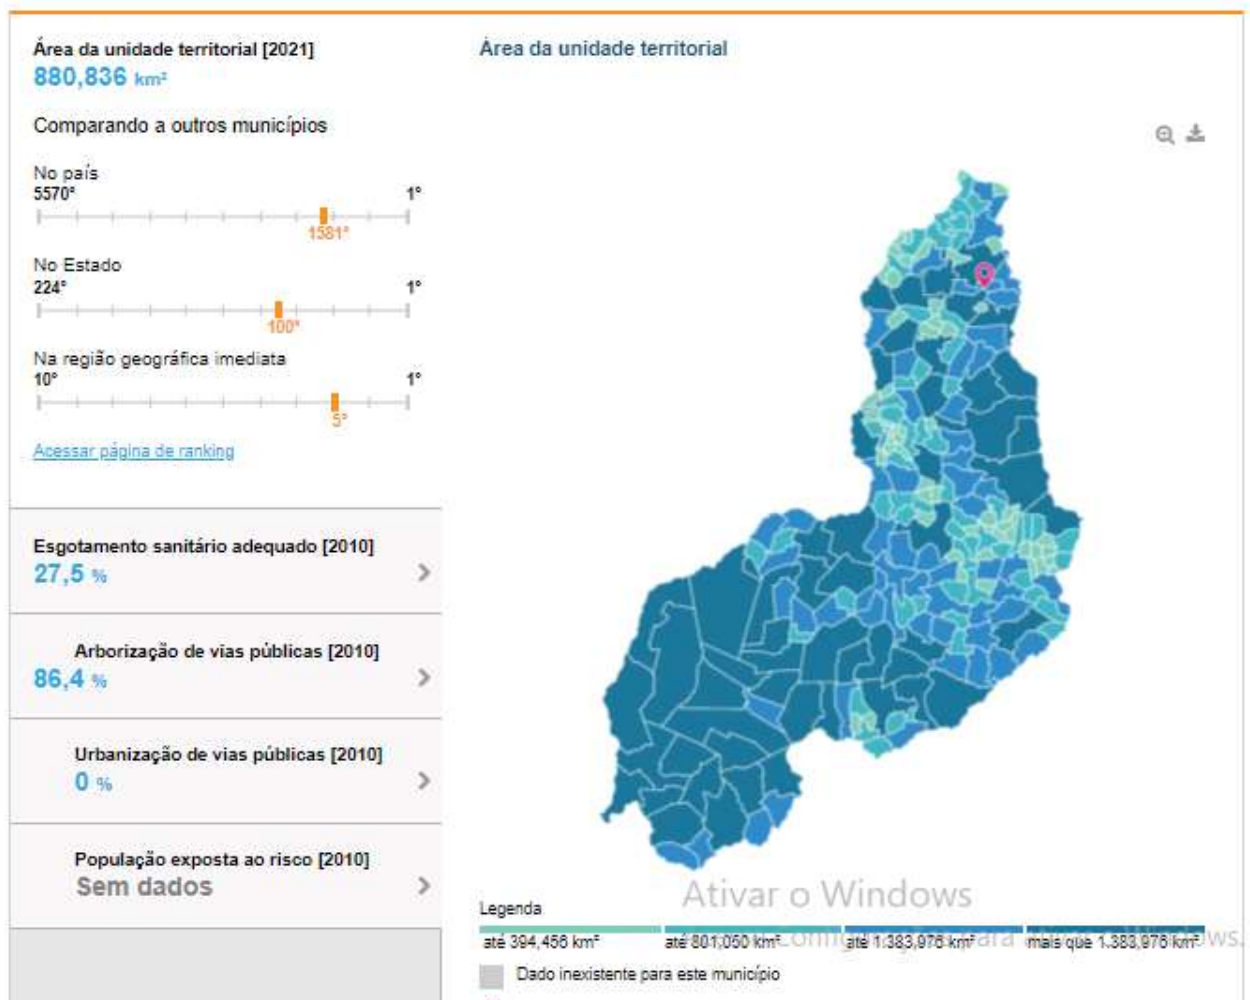 Área da unidade territorial [2021]
880,836 km²
Comparando a outros municípios
No país
5570° 1°
1581°
No Estado
224° 1°
100°
Na região geográfica imediata
10° 1°
5°
Acessar página de ranking
Esgotamento sanitário adequado [2010]
27,5 %
Arborização de vias públicas [2010]
86,4 %
Urbanização de vias públicas [2010]
0 %
População exposta ao risco [2010]
Sem dados
Área da unidade territorial
Ativar o Windows
Legenda
até 394,456 km² até 801,050 km² até 1.383,976 km² mais que 1.383,976 km²
Dado inexistente para este município